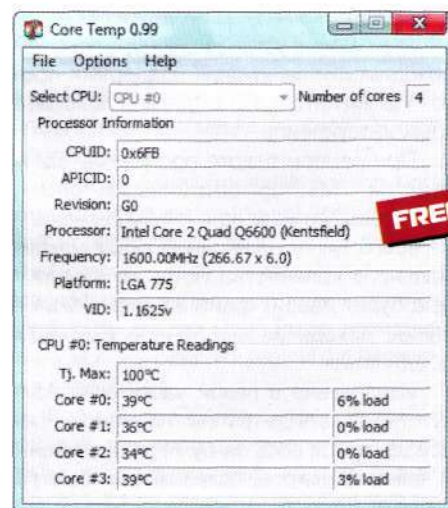 Core Temp 0.99
File Options Help
Select CPU: CPU #0 Number of cores 4
Processor Information
CPUID: 0x6FB
APICID: 0
Revision: G0
FREE
Processor: Intel Core 2 Quad Q6600 (Kentsfield)
Frequency: 1600.00MHz (266.67 x 6.0)
Platform: LGA 775
VID: 1.1625v
CPU #0: Temperature Readings
Tj. Max: 100°C
Core #0: 39°C 6% load
Core #1: 36°C 0% load
Core #2: 34°C 0% load
Core #3: 39°C 3% load